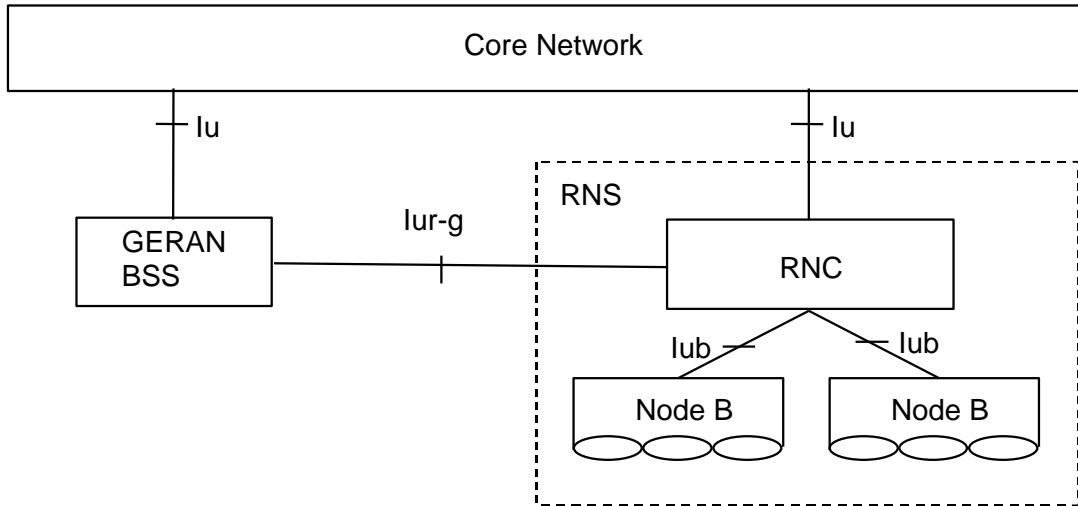 Core Network
Iu
Iu
RNS
Iur-g
GERAN
BSS
RNC
Iub
Iub
Node B
Node B